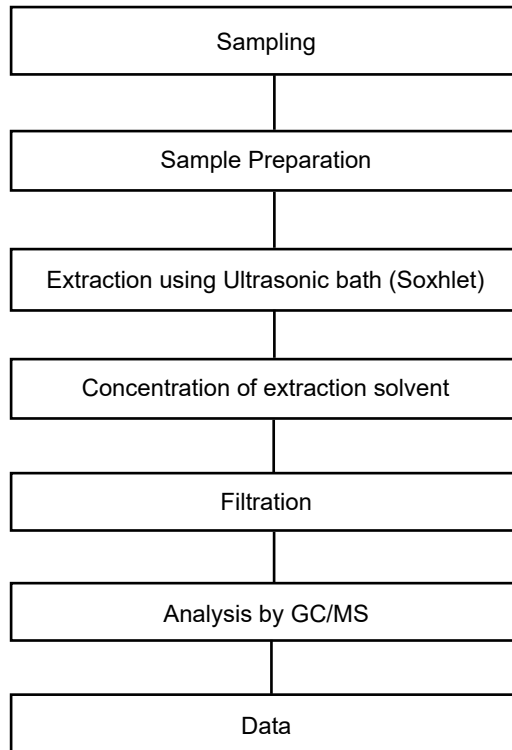 Sampling
Sample Preparation
Extraction using Ultrasonic bath (Soxhlet)
Concentration of extraction solvent
Filtration
Analysis by GC/MS
Data